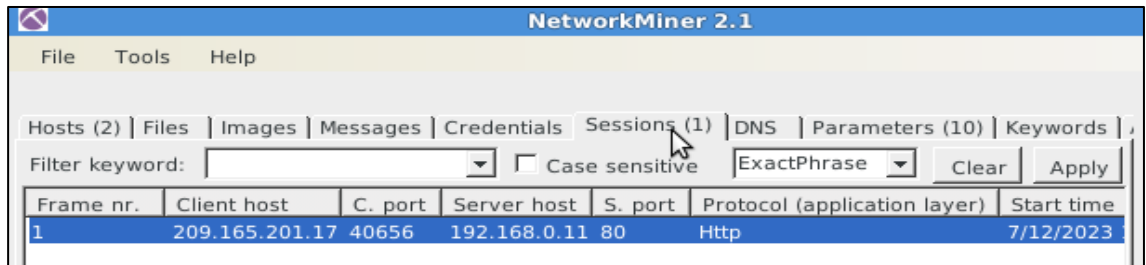 NetworkMiner 2.1
File Tools Help
Hosts (2) Files Images Messages Credentials Sessions (1) DNS Parameters (10) Keywords
Filter keyword: Case sensitive ExactPhrase Clear Apply
Frame nr. Client host C. port Server host S. port Protocol (application layer) Start time
1 209.165.201.17 40656 192.168.0.11 80 Http 7/12/2023